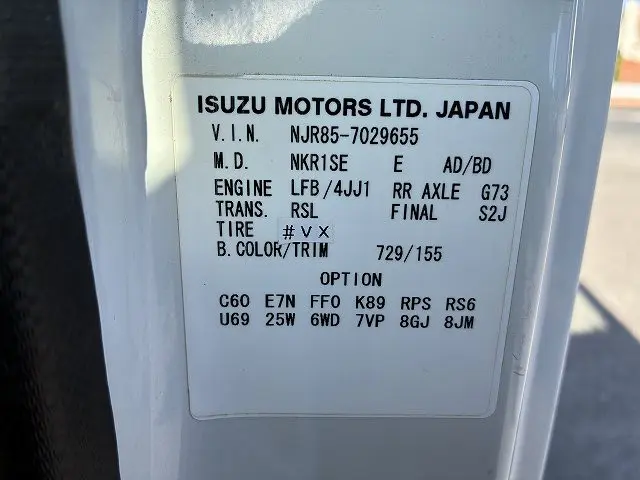 ISUZU MOTORS LTD. JAPAN
V.I.N. NJR85-7029655
M.D. NKR1SE E AD/BD
ENGINE LFB/4JJ1 RR AXLE G73
TRANS. RSL FINAL S2J
TIRE #VX
B.COLOR/TRIM 729/155
OPTION
C60 E7N FF0 K89 RPS RS6
U69 25W 6WD 7VP 8GJ 8JM